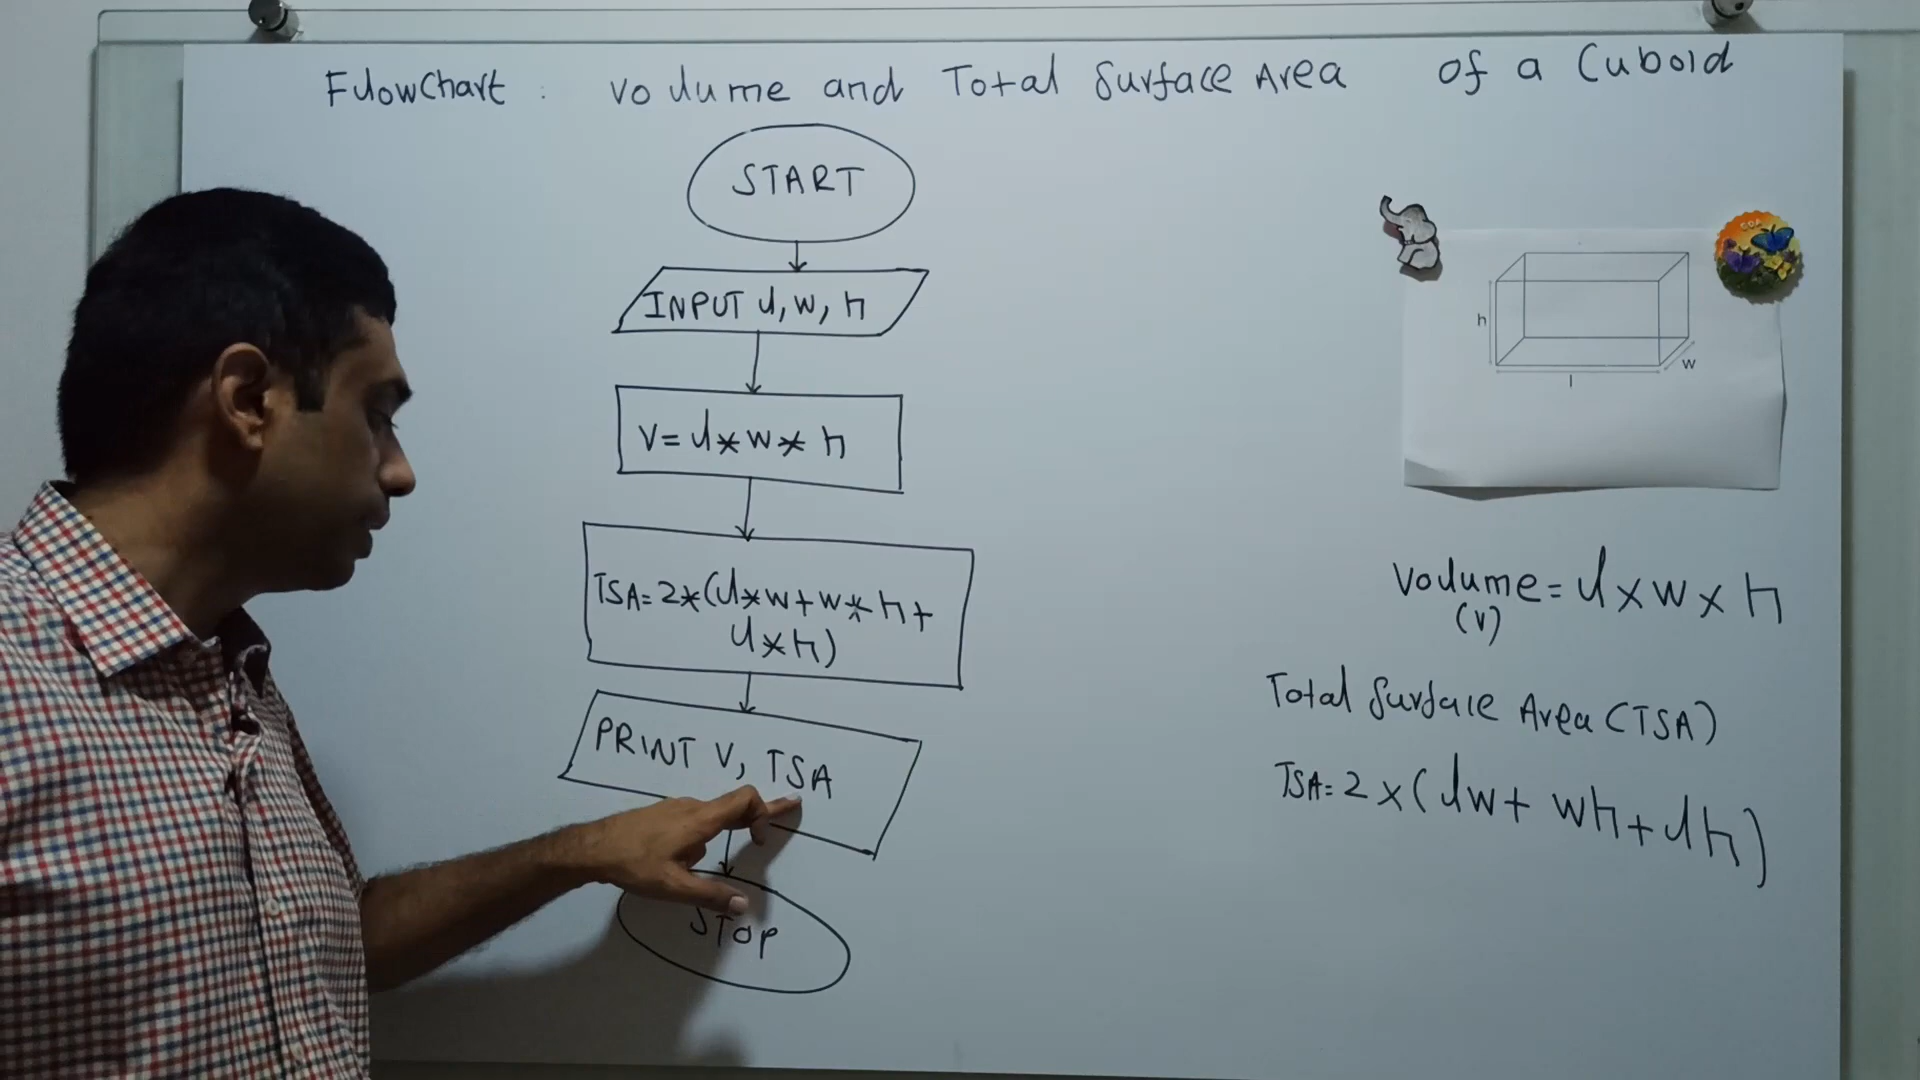 FlowChart : Volume and Total Surface Area of a Cuboid
START
INPUT l, w, h
V = l * w * h
TSA = 2*(l*w + w*h +
l*h)
PRINT V, TSA
STOP
CDA
h
w
l
Volume = l x w x h
(V)
Total Surface Area (TSA)
TSA = 2 x (lw + wh + lh)